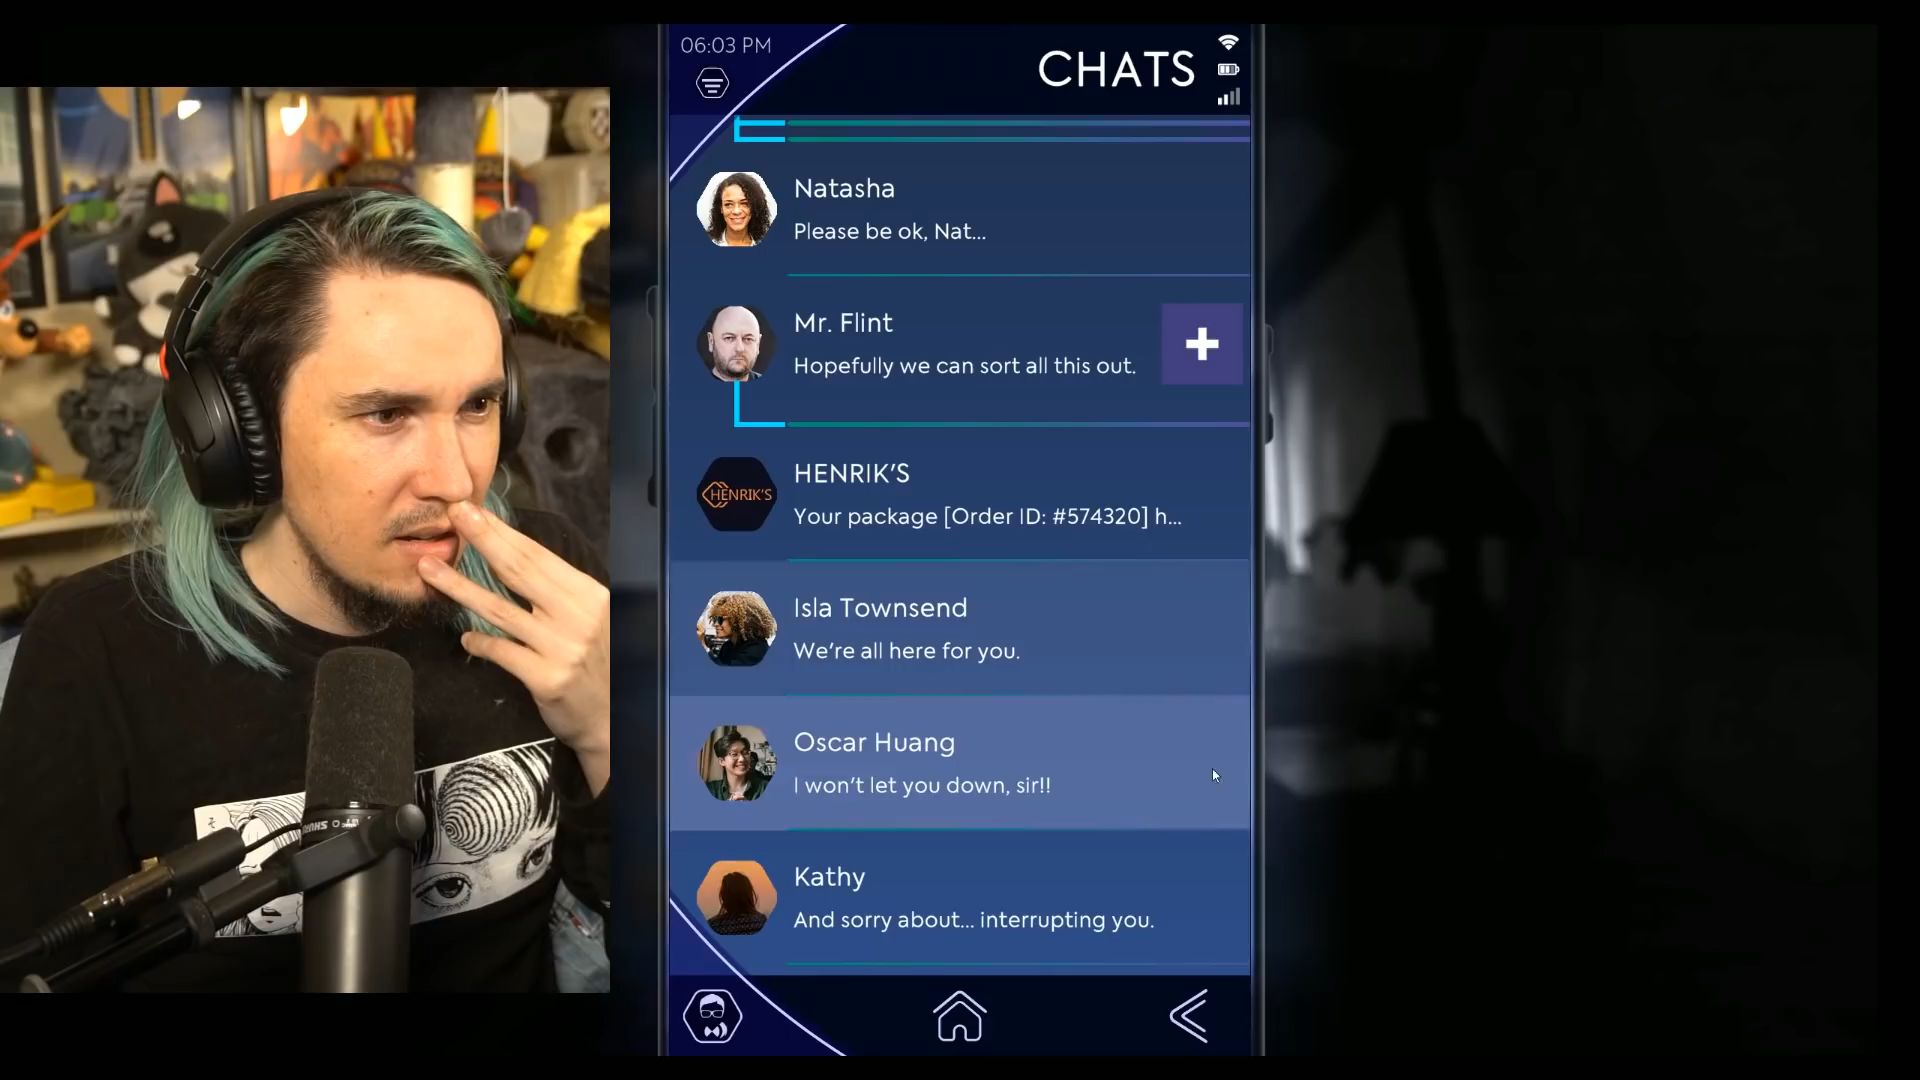 06:03 PM
CHATS
Natasha
Please be ok, Nat...
Mr. Flint
Hopefully we can sort all this out.
HENRIK'S
HENRIK'S
Your package [Order ID: #574320] h...
Isla Townsend
We're all here for you.
Oscar Huang
I won't let you down, sir!!
Kathy
And sorry about... interrupting you.
SHURE